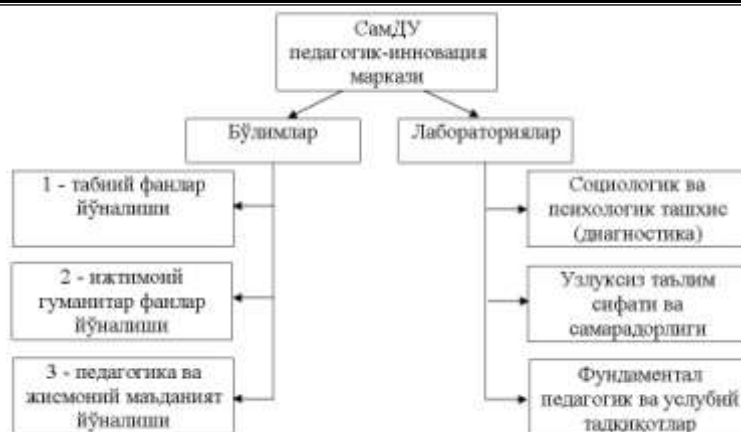 СамДУ
педагогик-инновация
маркази
Бўлимлар
Лабораториялар
1 - табиий фанлар
йўналиши
2 - ижтимоий
гуманитар фанлар
йўналиши
3 - педагогика ва
жисмоний маъданият
йўналиши
Социологик ва
психологик ташхис
(диагностика)
Узлуксиз таълим
сифати ва
самарадорлиги
Фундаментал
педагогик ва услубий
тадқиқотлар